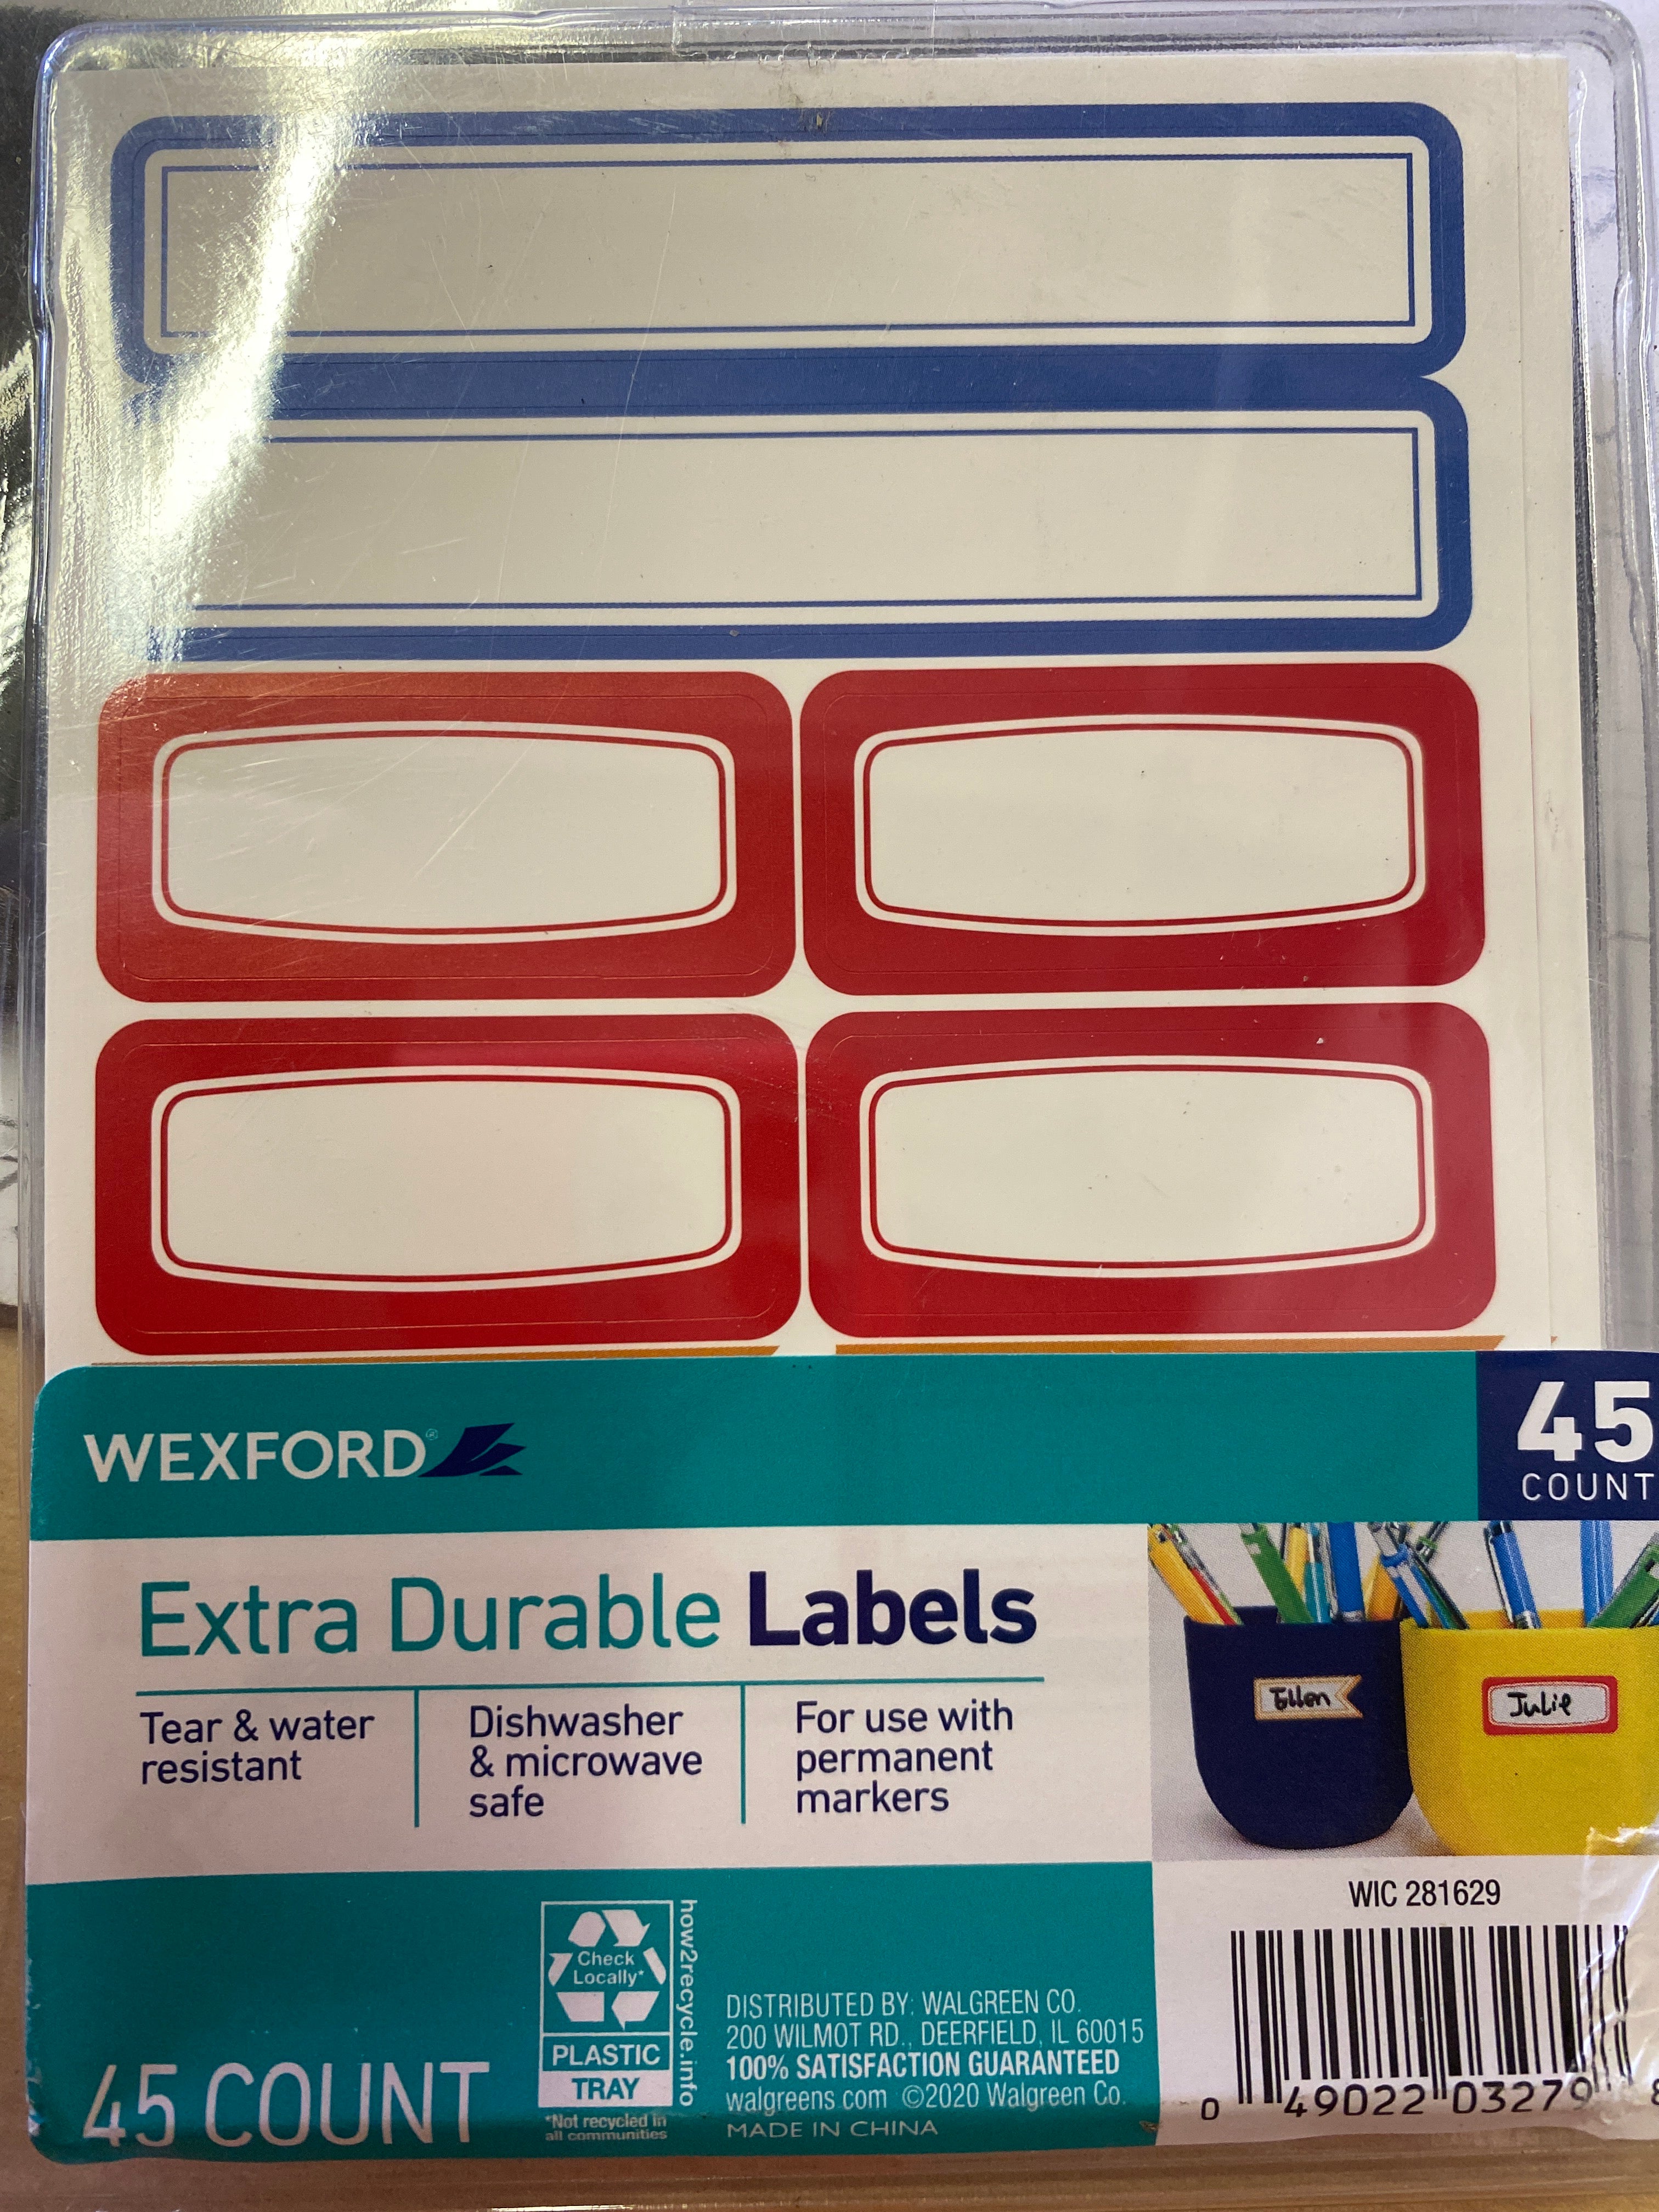 WEXFORD®
45
COUNT
Extra Durable Labels
Tear & water
resistant
Dishwasher
& microwave
safe
For use with
permanent
markers
Ellen
Julie
WIC 281629
Check
Locally*
PLASTIC
TRAY
*Not recycled in
all communities
how2recycle.info
45 COUNT
DISTRIBUTED BY: WALGREEN CO.
200 WILMOT RD., DEERFIELD, IL 60015
100% SATISFACTION GUARANTEED
walgreens.com ©2020 Walgreen Co.
MADE IN CHINA
0 49022 03279 8